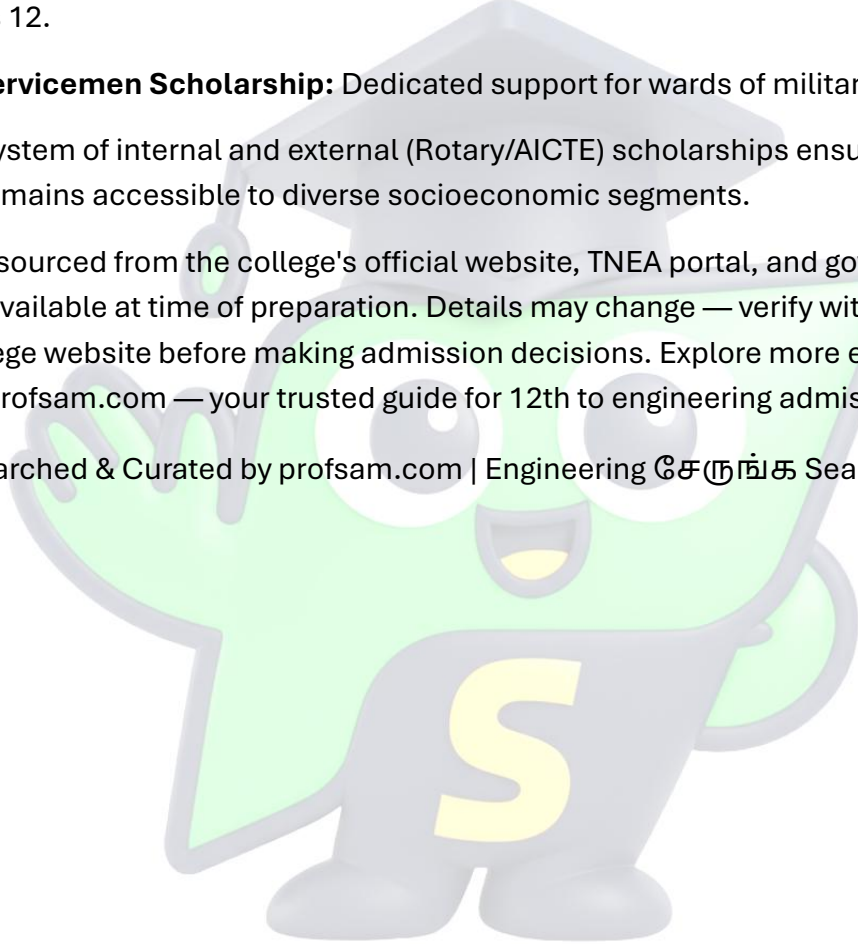 12.
ervicemen Scholarship: Dedicated support for wards of militar
ystem of internal and external (Rotary/AICTE) scholarships ensu
mains accessible to diverse socioeconomic segments.
sourced from the college's official website, TNEA portal, and go
vailable at time of preparation. Details may change — verify wit
ege website before making admission decisions. Explore more e
rofsam.com — your trusted guide for 12th to engineering admis
arched & Curated by profsam.com | Engineering சேருங்க Sea
S